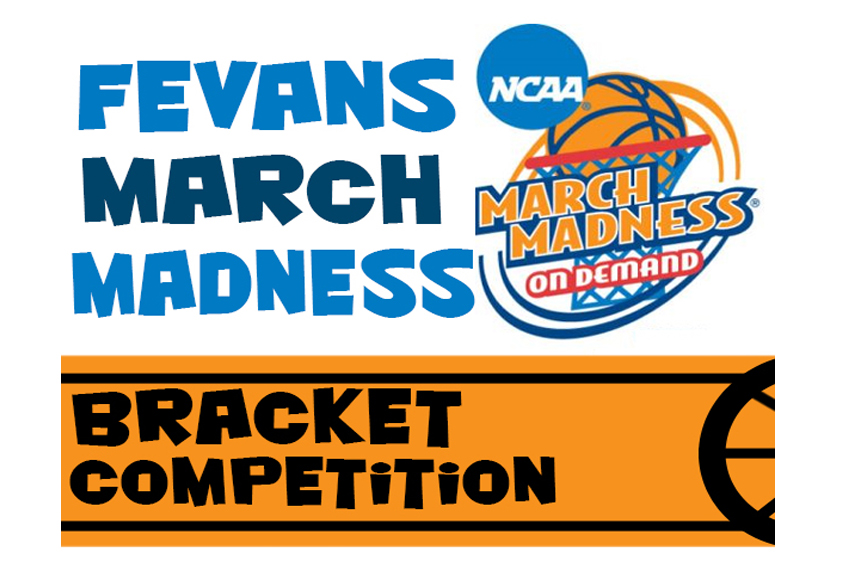 FEVANS
MARCH
MADNESS
NCAA®
MARCH
MADNESS®
ON DEMAND
BRACKET
COMPETiTiON